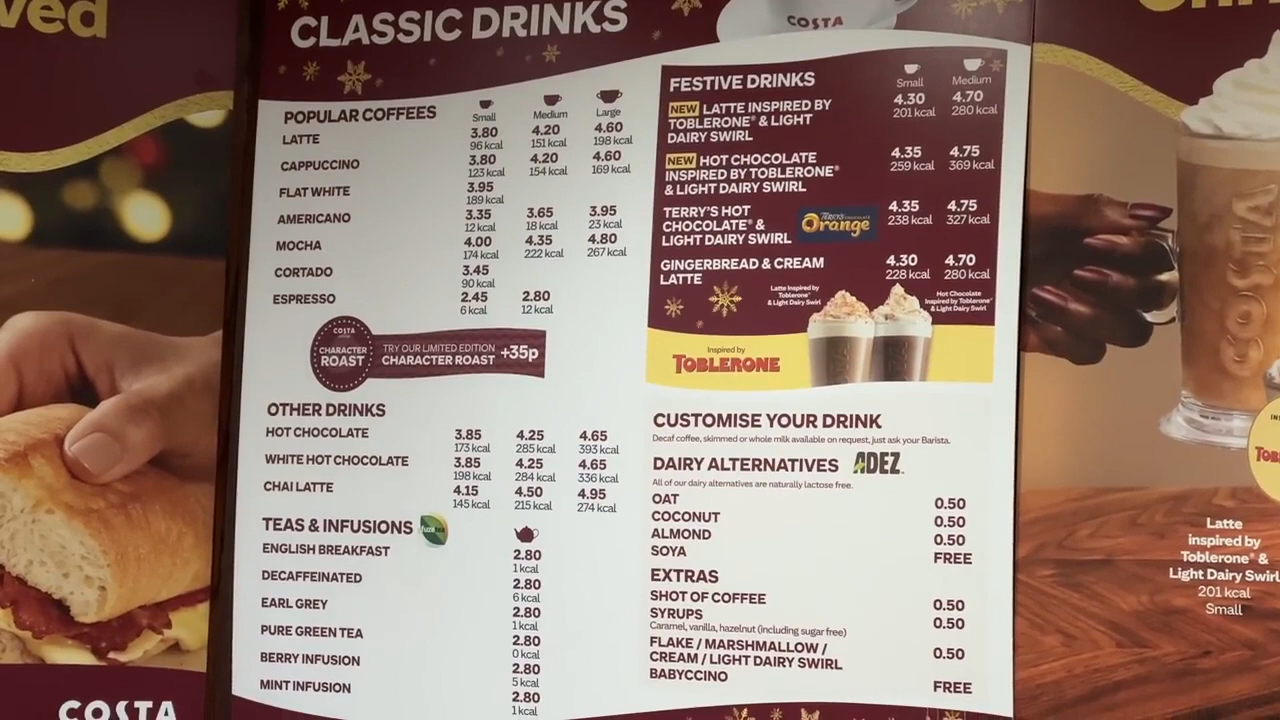 ved
CLASSIC DRINKS
COSTA
POPULAR COFFEES Small Medium Large
LATTE 3.80 4.20 4.60
96 kcal 151 kcal 198 kcal
CAPPUCCINO 3.80 4.20 4.60
123 kcal 154 kcal 169 kcal
FLAT WHITE 3.95
189 kcal
AMERICANO 3.35 3.65 3.95
12 kcal 18 kcal 23 kcal
MOCHA 4.00 4.35 4.80
174 kcal 222 kcal 267 kcal
CORTADO 3.45
90 kcal
ESPRESSO 2.45 2.80
6 kcal 12 kcal
COSTA
CHARACTER
ROAST
TRY OUR LIMITED EDITION
CHARACTER ROAST +35p
OTHER DRINKS
HOT CHOCOLATE 3.85 4.25 4.65
173 kcal 285 kcal 393 kcal
WHITE HOT CHOCOLATE 3.85 4.25 4.65
198 kcal 284 kcal 336 kcal
CHAI LATTE 4.15 4.50 4.95
145 kcal 215 kcal 274 kcal
TEAS & INFUSIONS fuze tea
ENGLISH BREAKFAST 2.80
1 kcal
DECAFFEINATED 2.80
6 kcal
EARL GREY 2.80
1 kcal
PURE GREEN TEA 2.80
0 kcal
BERRY INFUSION 2.80
5 kcal
MINT INFUSION 2.80
1 kcal
FESTIVE DRINKS Small Medium
NEW LATTE INSPIRED BY 4.30 4.70
TOBLERONE® & LIGHT 201 kcal 280 kcal
DAIRY SWIRL
NEW HOT CHOCOLATE 4.35 4.75
INSPIRED BY TOBLERONE® 259 kcal 369 kcal
& LIGHT DAIRY SWIRL
TERRY'S HOT 4.35 4.75
CHOCOLATE® & 238 kcal 327 kcal
LIGHT DAIRY SWIRL
TERRY'S CHOCOLATE
Orange
GINGERBREAD & CREAM 4.30 4.70
LATTE 228 kcal 280 kcal
Latte Inspired by
Toblerone®
& Light Dairy Swirl
Hot Chocolate
Inspired by Toblerone®
& Light Dairy Swirl
Inspired by
TOBLERONE
CUSTOMISE YOUR DRINK
Decaf coffee, skimmed or whole milk available on request, just ask your Barista.
DAIRY ALTERNATIVES ADEZ
All of our dairy alternatives are naturally lactose free.
OAT 0.50
COCONUT 0.50
ALMOND 0.50
SOYA FREE
EXTRAS
SHOT OF COFFEE 0.50
SYRUPS 0.50
Caramel, vanilla, hazelnut (including sugar free)
FLAKE / MARSHMALLOW / 0.50
CREAM / LIGHT DAIRY SWIRL
BABYCCINO FREE
COSTA
COSTA
TOB
Latte
inspired by
Toblerone® &
Light Dairy Swirl
201 kcal
Small